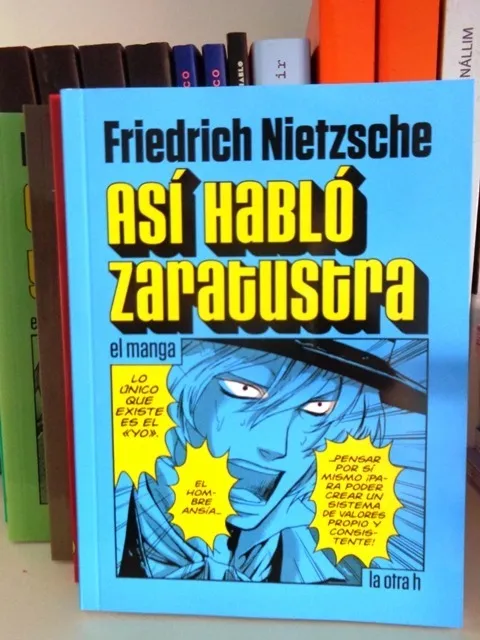 Friedrich Nietzsche
ASÍ HABLÓ
ZARATUSTRA
el manga
LO
ÚNICO
QUE
EXISTE
ES EL
«YO».
EL
HOM-
BRE
ANSÍA...
...PENSAR
POR SÍ
MISMO ¡PA-
RA PODER
CREAR UN
SISTEMA
DE VALORES
PROPIO Y
CONSIS-
TENTE!
la otra h